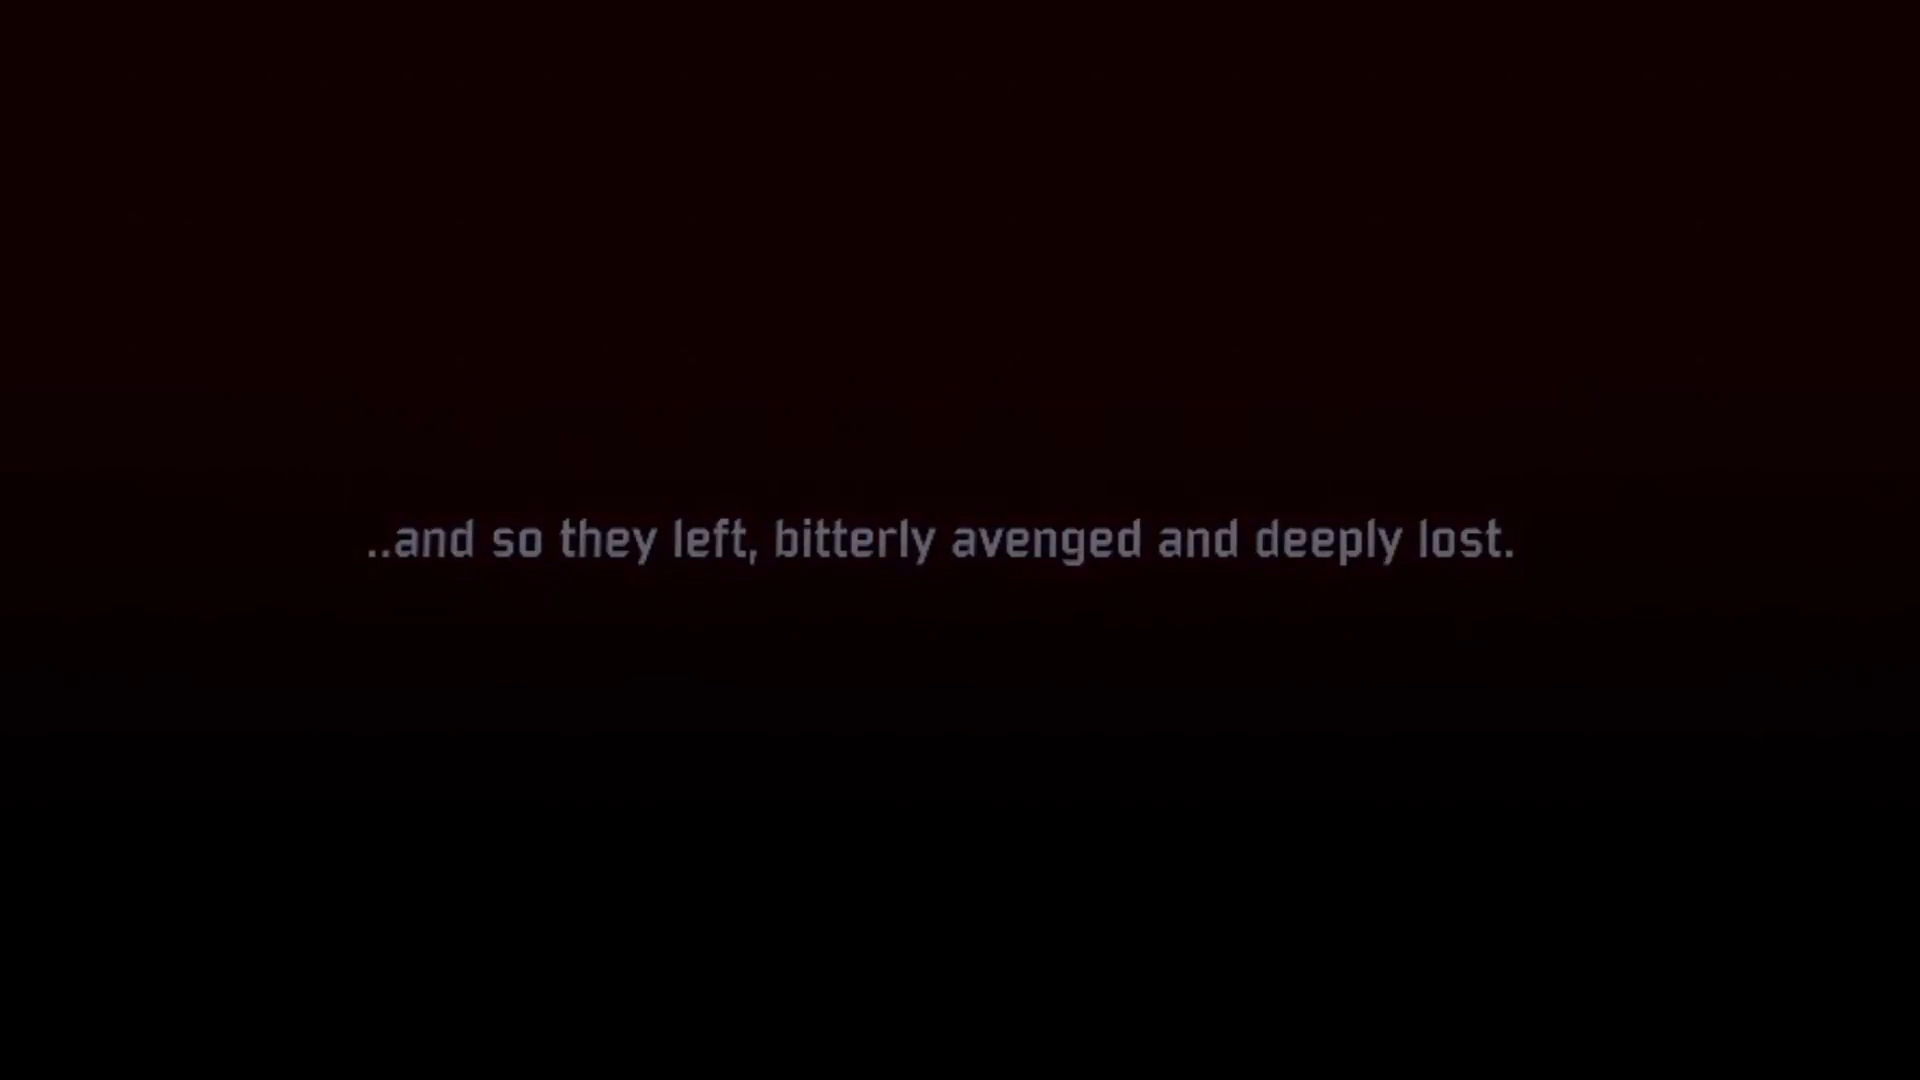 ..and so they left, bitterly avenged and deeply lost.